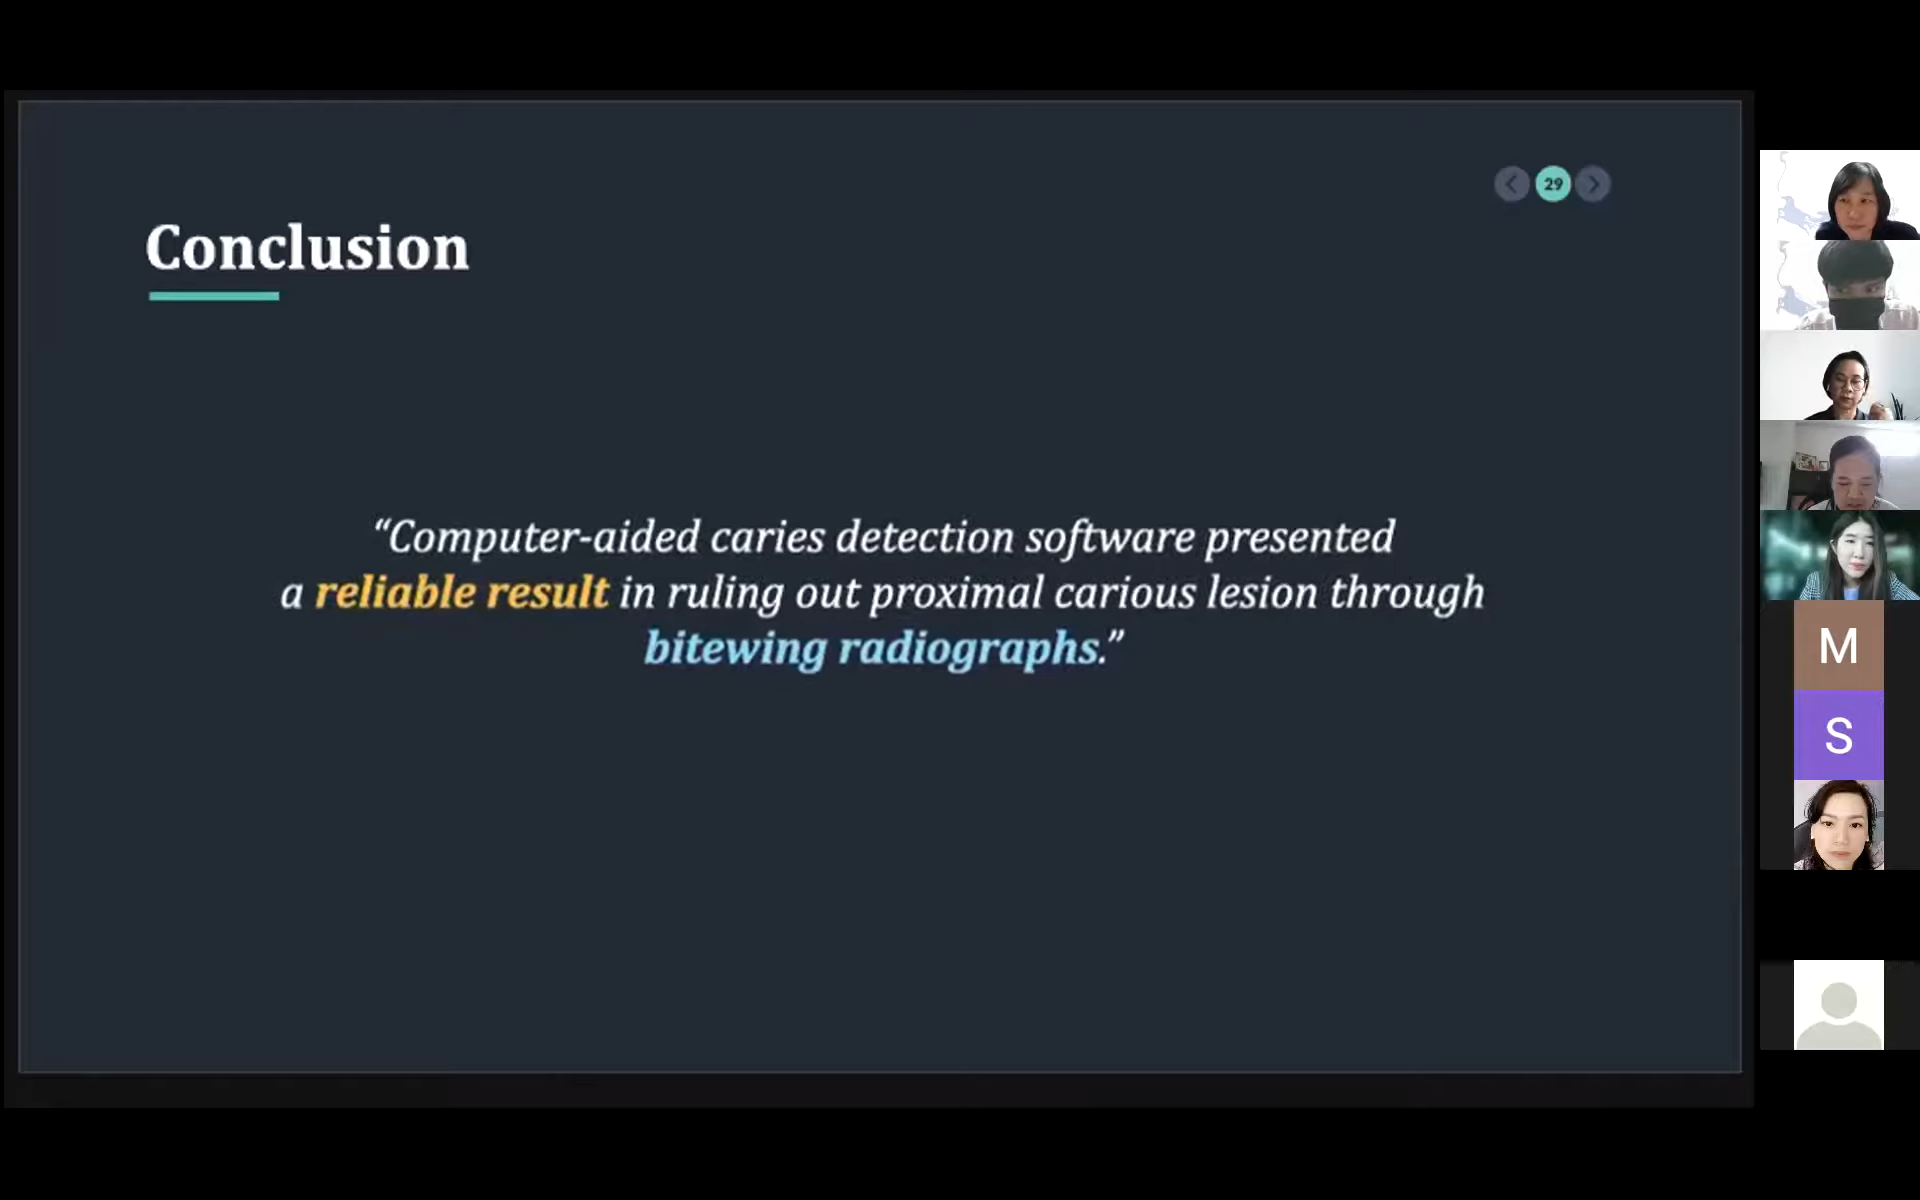 29
Conclusion
“Computer-aided caries detection software presented
a reliable result in ruling out proximal carious lesion through
bitewing radiographs.”
M
S